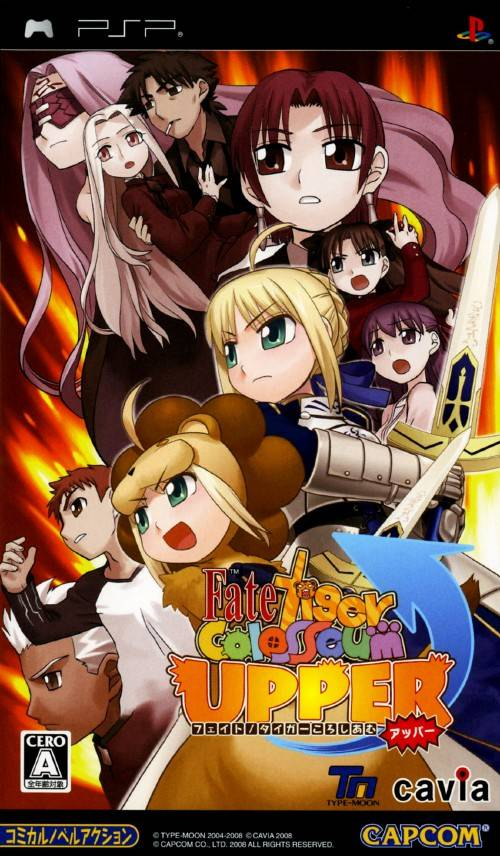 PSP
Fate
TM
Tiger
Colosseum
UPPER
フェイト/タイガーころしあむ
アッパー
CERO
A
全年齢対象
TYPE-MOON
cavia
コミカルノベルアクション
© TYPE-MOON 2004-2008 © CAVIA 2008
© CAPCOM CO., LTD. 2008 ALL RIGHTS RESERVED.
CAPCOM